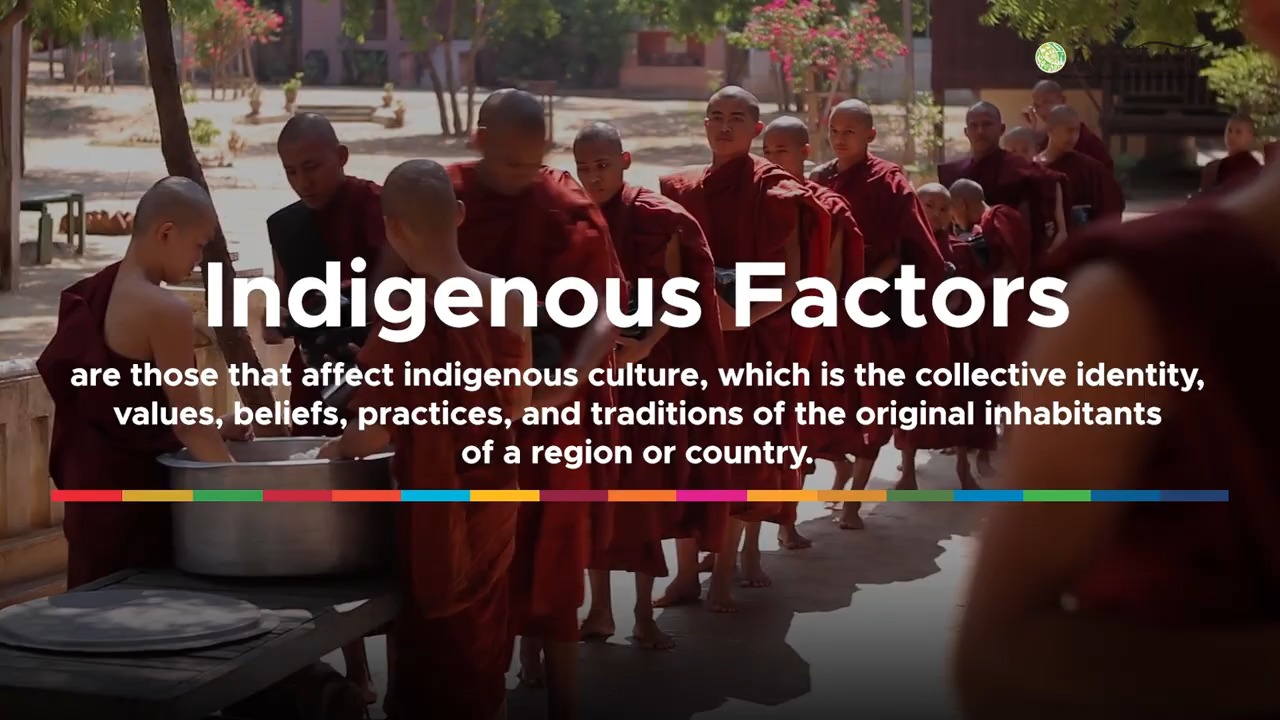 Indigenous Factors
are those that affect indigenous culture, which is the collective identity,
values, beliefs, practices, and traditions of the original inhabitants
of a region or country.